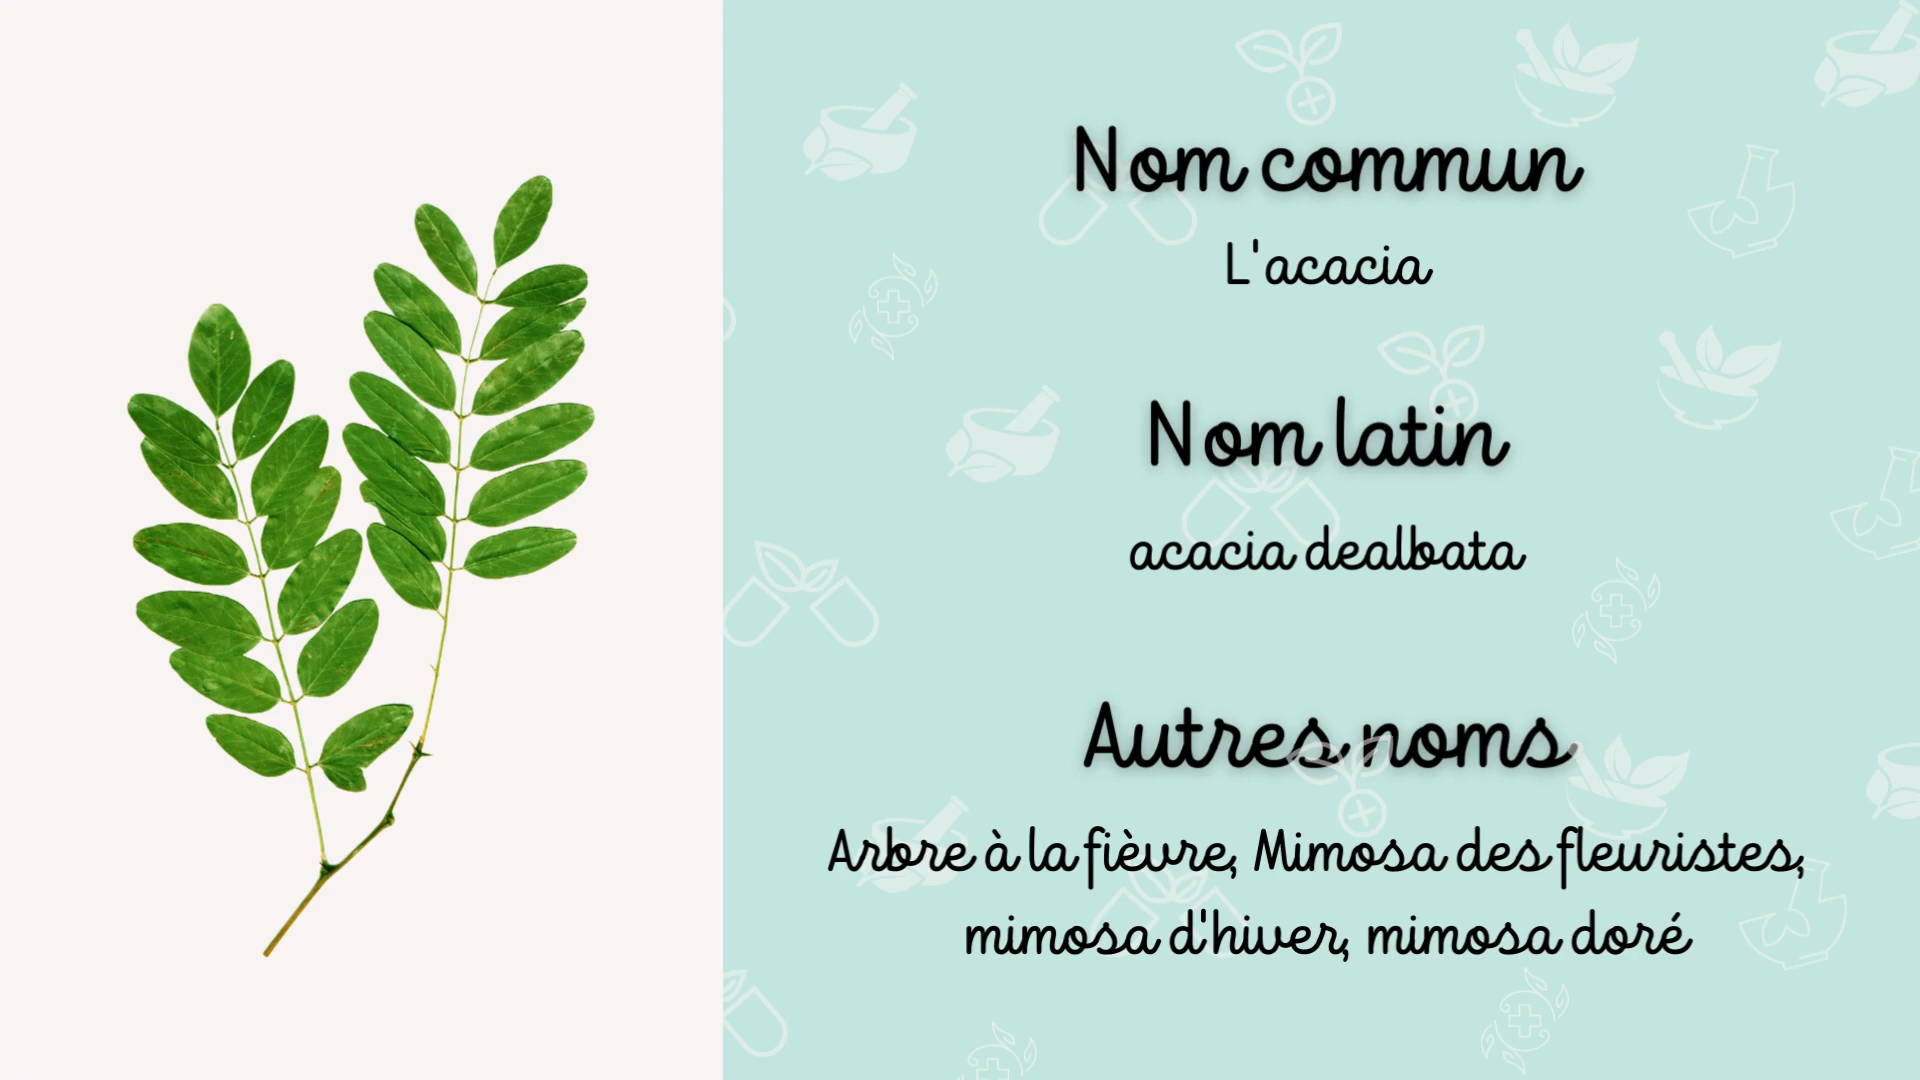 Nom commun
L'acacia
Nom latin
acacia dealbata
Autres noms
Arbre à la fièvre, Mimosa des fleuristes,
mimosa d'hiver, mimosa doré